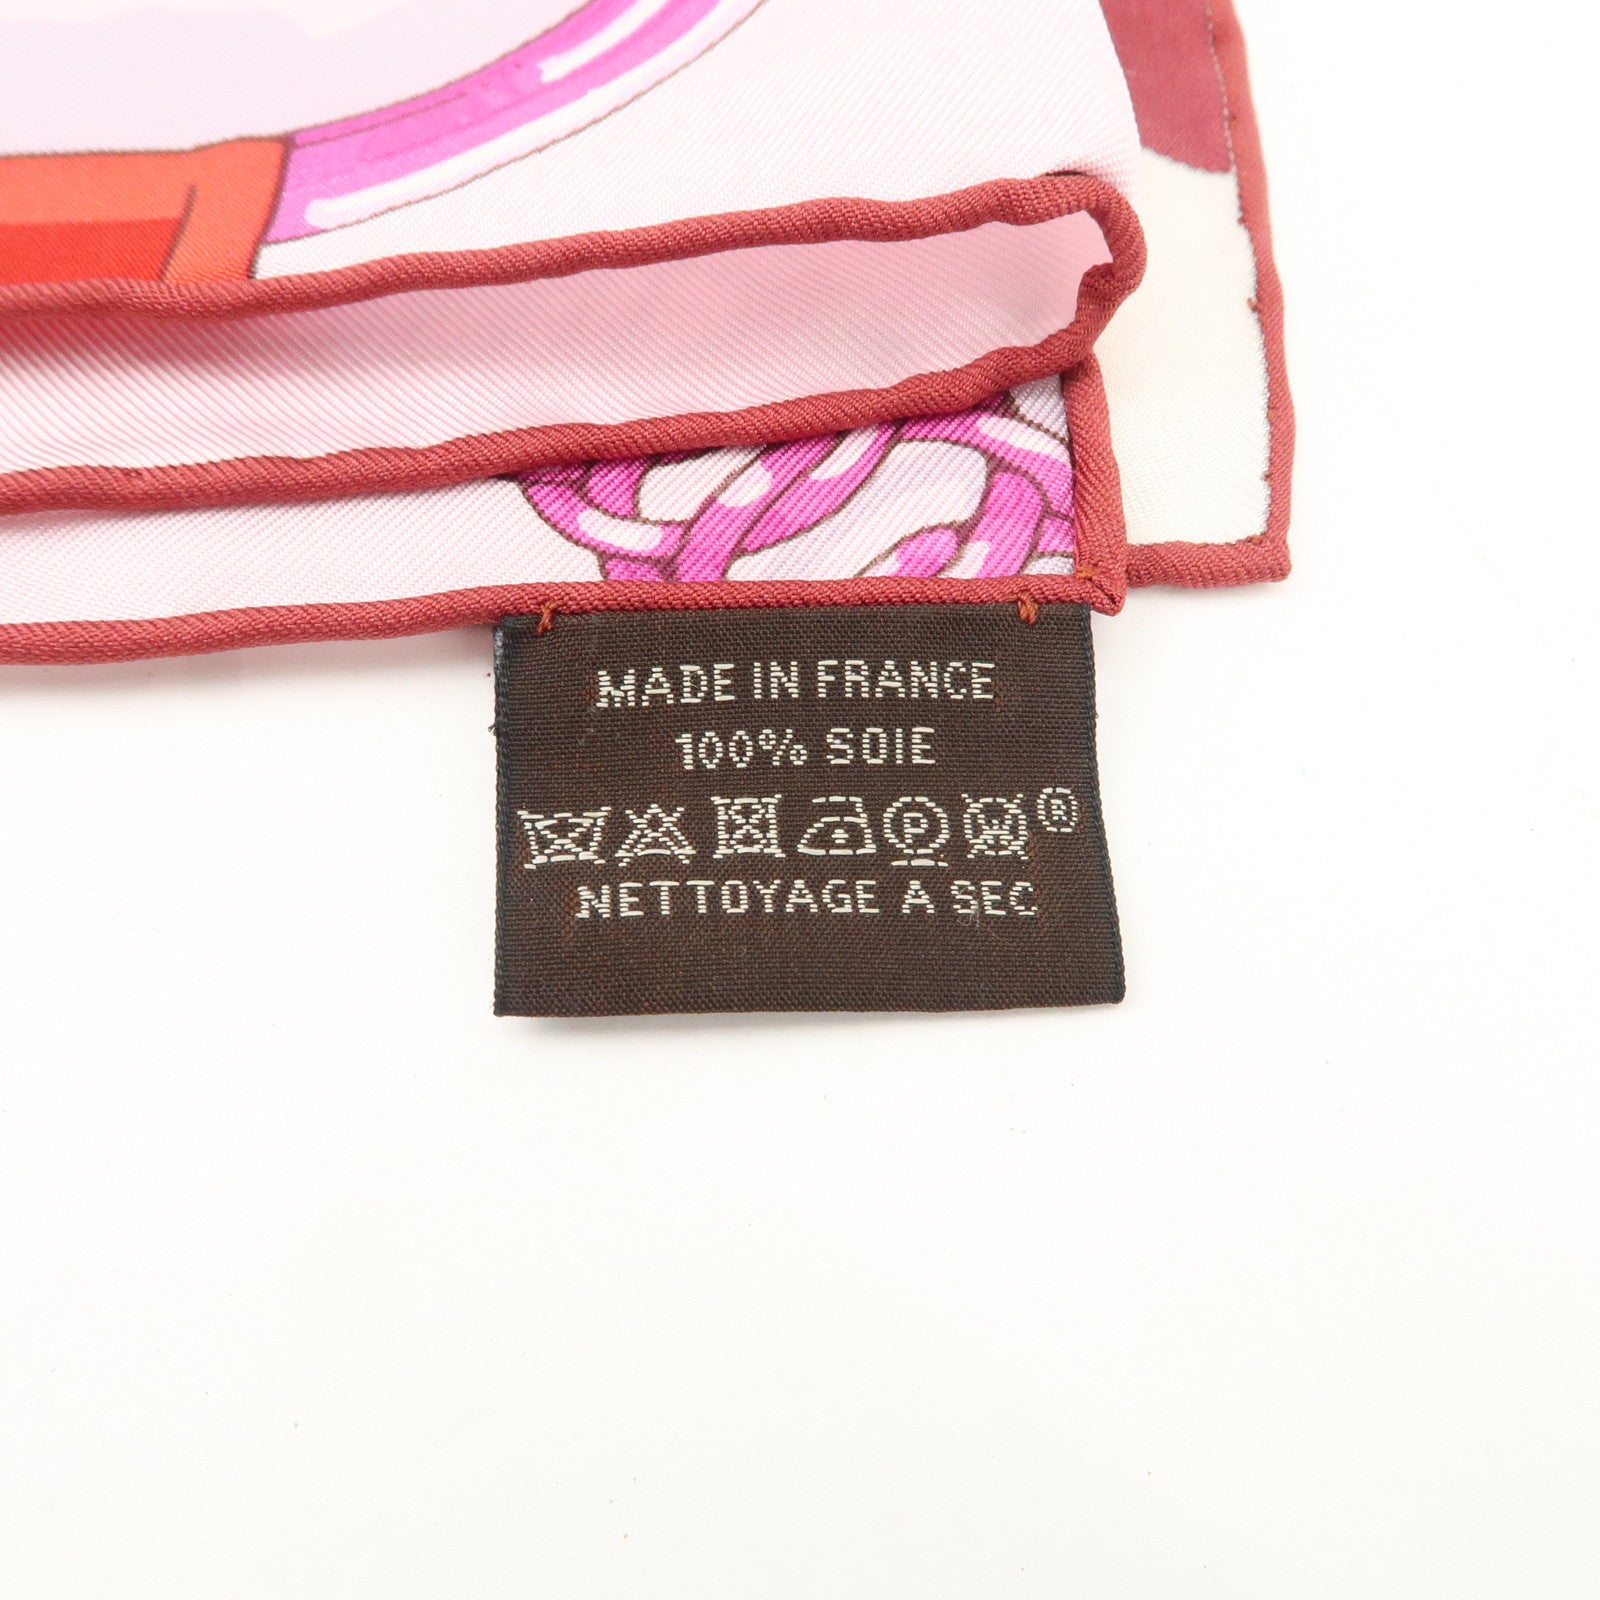 MADE IN FRANCE
100% SOIE
P W ®
NETTOYAGE A SEC